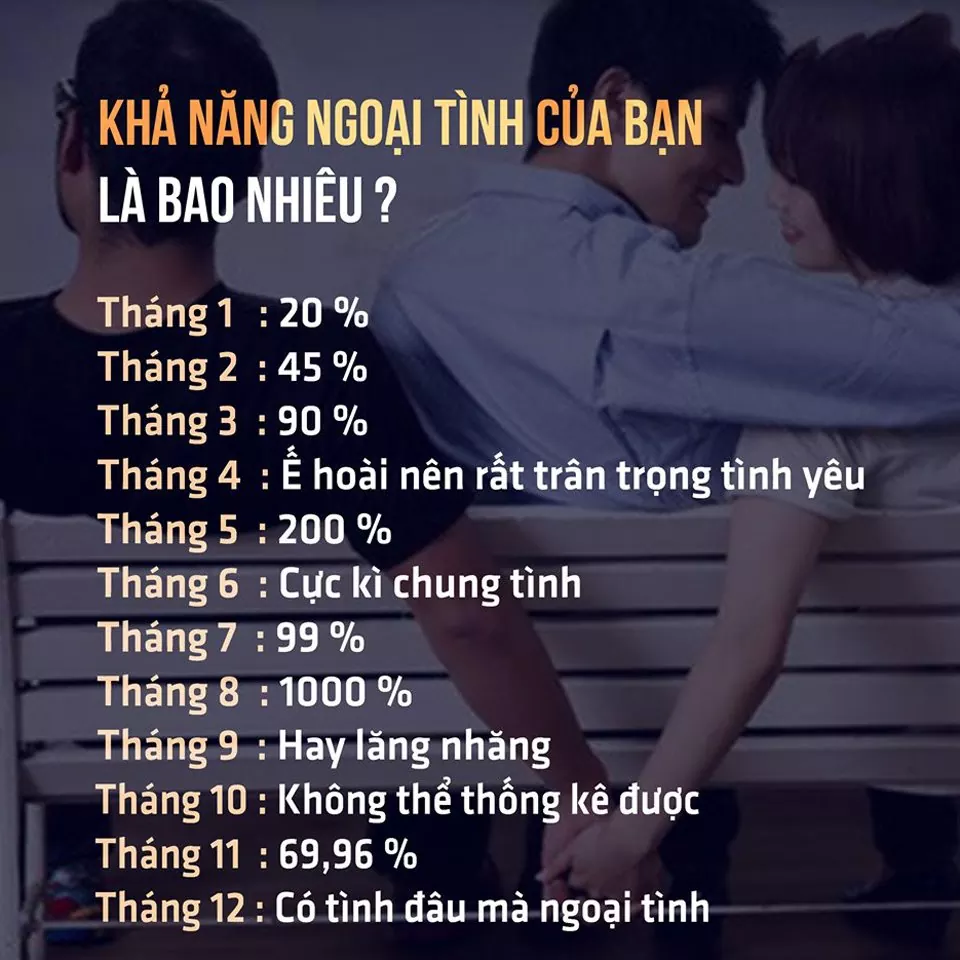 KHẢ NĂNG NGOẠI TÌNH CỦA BẠN
LÀ BAO NHIÊU ?
Tháng 1 : 20 %
Tháng 2 : 45 %
Tháng 3 : 90 %
Tháng 4 : Ế hoài nên rất trân trọng tình yêu
Tháng 5 : 200 %
Tháng 6 : Cực kì chung tình
Tháng 7 : 99 %
Tháng 8 : 1000 %
Tháng 9 : Hay lăng nhăng
Tháng 10 : Không thể thống kê được
Tháng 11 : 69,96 %
Tháng 12 : Có tình đâu mà ngoại tình